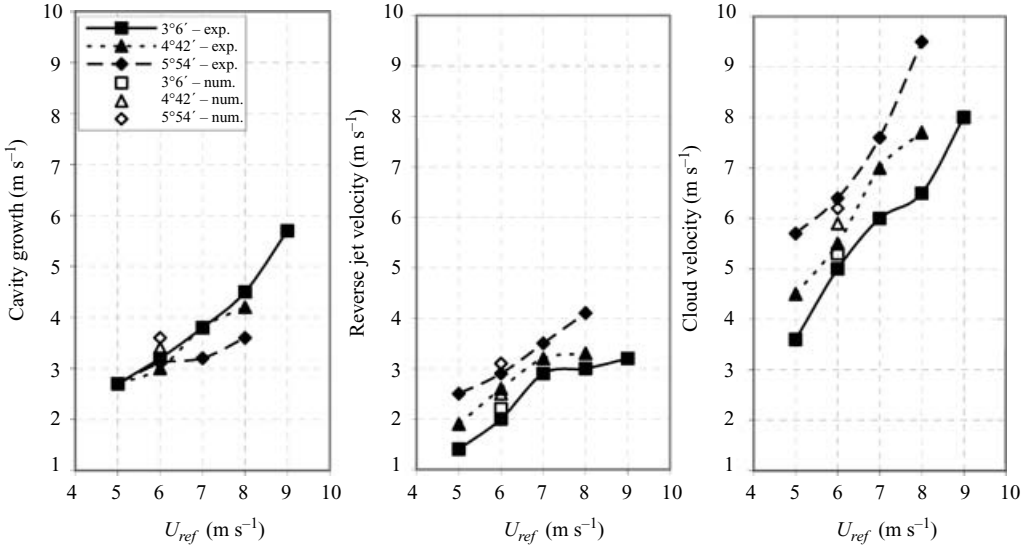 Cavity growth (m s⁻¹)
10
9
8
7
6
5
4
3
2
1
3°6′ – exp.
4°42′ – exp.
5°54′ – exp.
3°6′ – num.
4°42′ – num.
5°54′ – num.
4 5 6 7 8 9 10
U_ref (m s⁻¹)
Reverse jet velocity (m s⁻¹)
10
9
8
7
6
5
4
3
2
1
4 5 6 7 8 9 10
U_ref (m s⁻¹)
Cloud velocity (m s⁻¹)
10
9
8
7
6
5
4
3
2
1
4 5 6 7 8 9 10
U_ref (m s⁻¹)